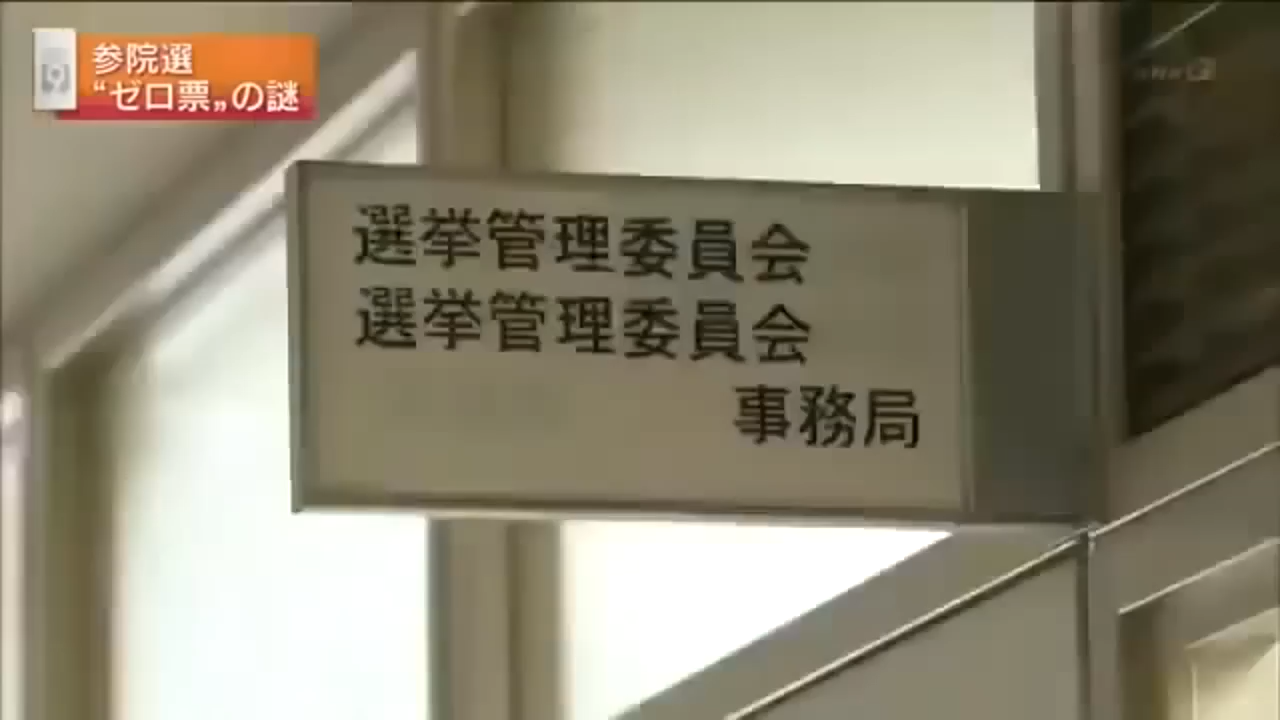 参院選
“ゼロ票„の謎
選挙管理委員会
選挙管理委員会
事務局